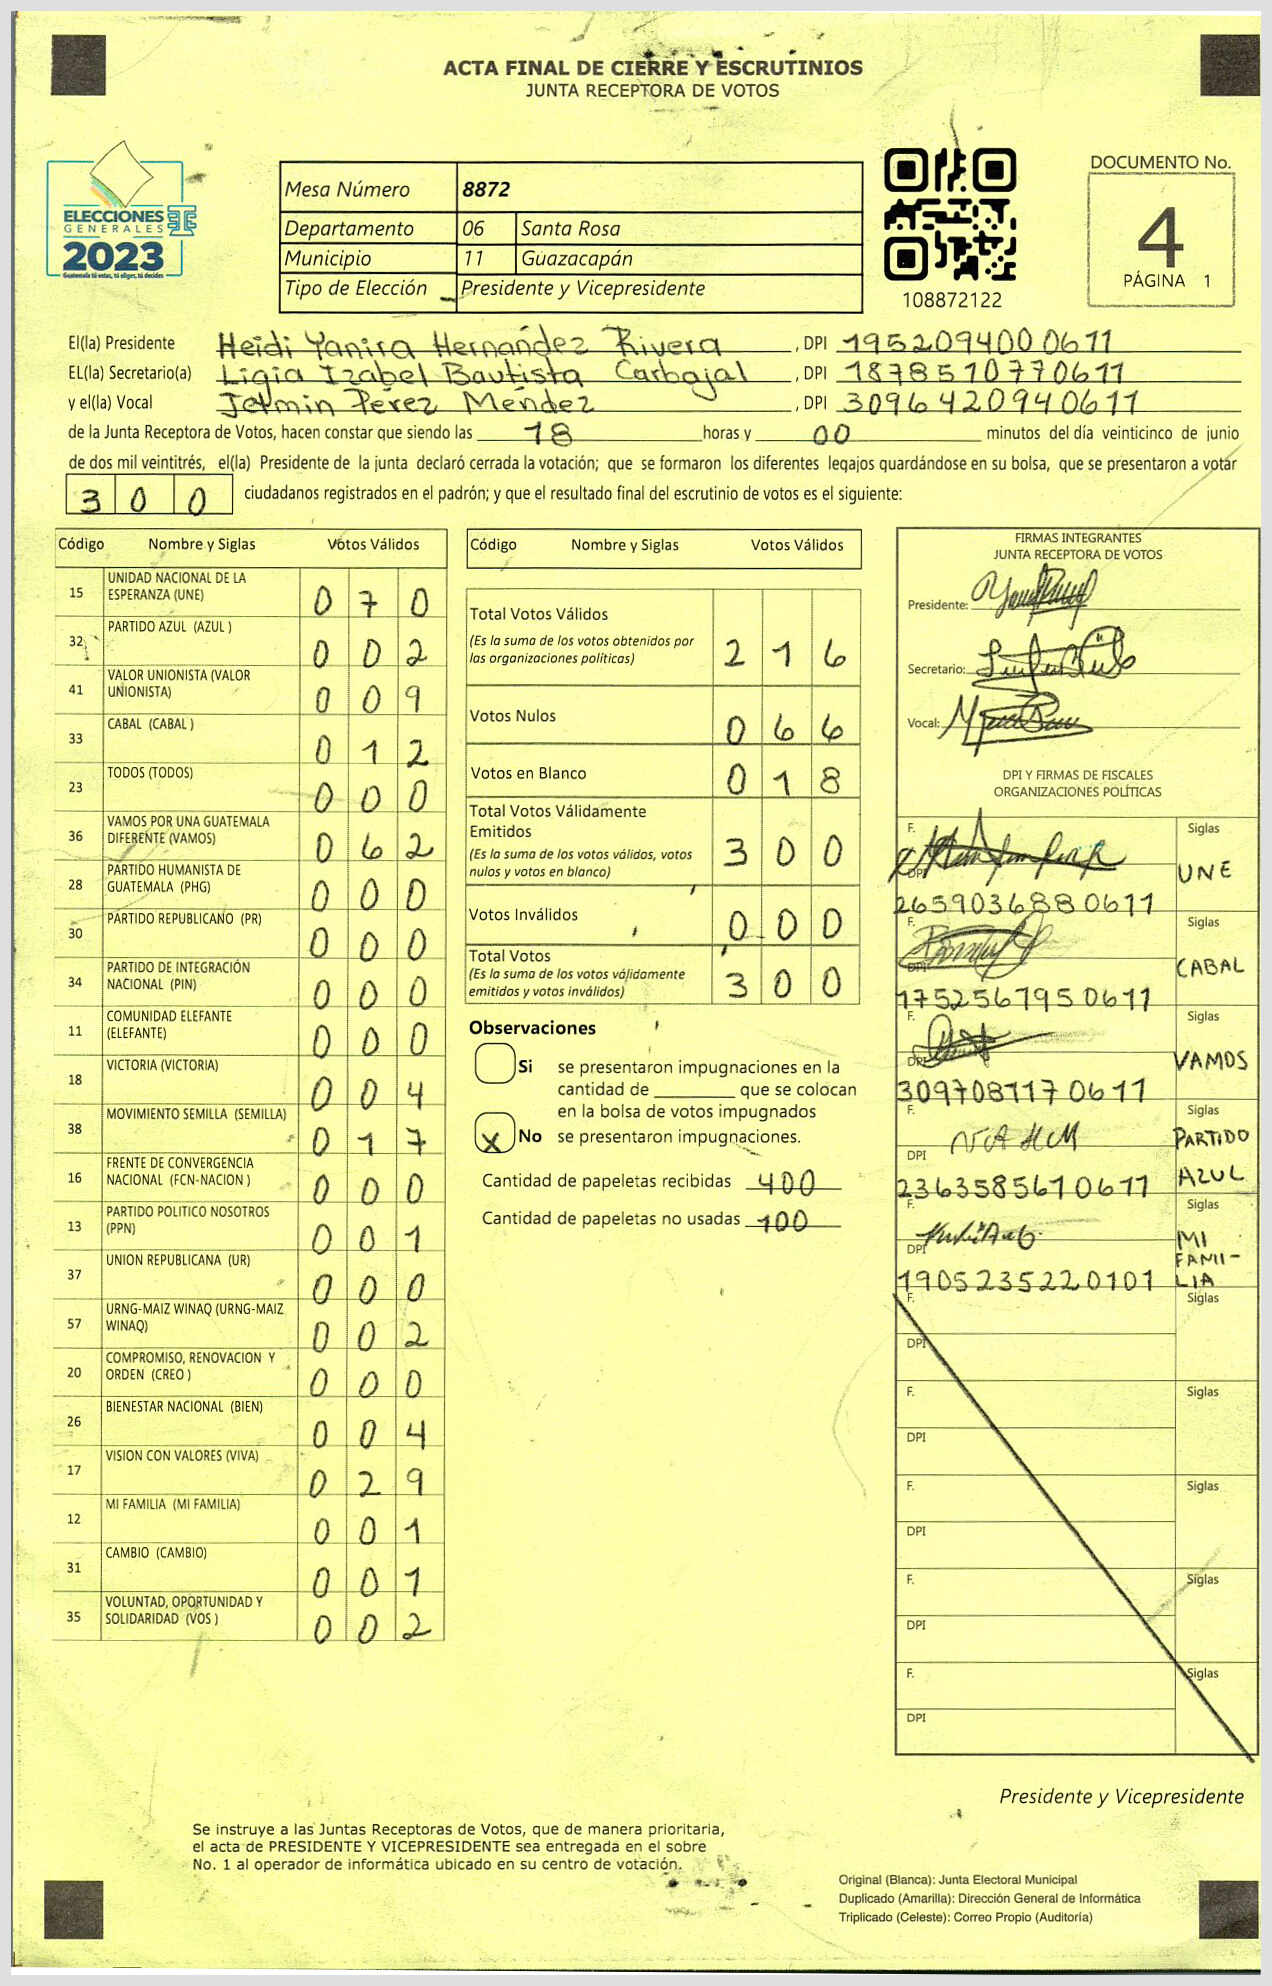 ACTA FINAL DE CIERRE Y ESCRUTINIOS
JUNTA RECEPTORA DE VOTOS
ELECCIONES
GENERALES
2023
Guatemala tú votas, tú eliges, tú decides
Mesa Número 8872
Departamento 06 Santa Rosa
Municipio 11 Guazacapán
Tipo de Elección Presidente y Vicepresidente
108872122
DOCUMENTO No.
4
PÁGINA 1
El(la) Presidente Heidi Yanira Hernández Rivera, DPI 1952094000611
EL(la) Secretario(a) Ligia Izabel Bautista Carbajal, DPI 1878510770611
y el(la) Vocal Jazmin Pérez Méndez, DPI 3096420940611
de la Junta Receptora de Votos, hacen constar que siendo las 18 horas y 00 minutos del día veinticinco de junio
de dos mil veintitrés, el(la) Presidente de la junta declaró cerrada la votación; que se formaron los diferentes legajos guardándose en su bolsa, que se presentaron a votar
300 ciudadanos registrados en el padrón; y que el resultado final del escrutinio de votos es el siguiente:
Código Nombre y Siglas Votos Válidos
15 UNIDAD NACIONAL DE LA
ESPERANZA (UNE) 0 7 0
32 PARTIDO AZUL (AZUL ) 0 0 2
41 VALOR UNIONISTA (VALOR
UNIONISTA) 0 0 9
33 CABAL (CABAL ) 0 1 2
23 TODOS (TODOS) 0 0 0
36 VAMOS POR UNA GUATEMALA
DIFERENTE (VAMOS) 0 6 2
28 PARTIDO HUMANISTA DE
GUATEMALA (PHG) 0 0 0
30 PARTIDO REPUBLICANO (PR) 0 0 0
34 PARTIDO DE INTEGRACIÓN
NACIONAL (PIN) 0 0 0
11 COMUNIDAD ELEFANTE
(ELEFANTE) 0 0 0
18 VICTORIA (VICTORIA) 0 0 4
38 MOVIMIENTO SEMILLA (SEMILLA) 0 1 7
16 FRENTE DE CONVERGENCIA
NACIONAL (FCN-NACION ) 0 0 0
13 PARTIDO POLITICO NOSOTROS
(PPN) 0 0 1
37 UNION REPUBLICANA (UR) 0 0 0
57 URNG-MAIZ WINAQ (URNG-MAIZ
WINAQ) 0 0 2
20 COMPROMISO, RENOVACION Y
ORDEN (CREO ) 0 0 0
26 BIENESTAR NACIONAL (BIEN) 0 0 4
17 VISION CON VALORES (VIVA) 0 2 9
12 MI FAMILIA (MI FAMILIA) 0 0 1
31 CAMBIO (CAMBIO) 0 0 1
35 VOLUNTAD, OPORTUNIDAD Y
SOLIDARIDAD (VOS ) 0 0 2
Código Nombre y Siglas Votos Válidos
Total Votos Válidos
(Es la suma de los votos obtenidos por
las organizaciones políticas) 2 1 6
Votos Nulos 0 6 6
Votos en Blanco 0 1 8
Total Votos Válidamente
Emitidos
(Es la suma de los votos válidos, votos
nulos y votos en blanco) 3 0 0
Votos Inválidos 0 0 0
Total Votos
(Es la suma de los votos válidamente
emitidos y votos inválidos) 3 0 0
Observaciones
Si se presentaron impugnaciones en la
cantidad de ________ que se colocan
en la bolsa de votos impugnados
X No se presentaron impugnaciones.
Cantidad de papeletas recibidas 400
Cantidad de papeletas no usadas 100
FIRMAS INTEGRANTES
JUNTA RECEPTORA DE VOTOS
Presidente:
Secretario:
Vocal:
DPI Y FIRMAS DE FISCALES
ORGANIZACIONES POLÍTICAS
F. Siglas
UNE
DPI 2659036880611
F. Siglas
CABAL
DPI 1752567950611
F. Siglas
VAMOS
DPI 3097081170611
F. Siglas
PARTIDO
AZUL
DPI 2363585610611
F. Siglas
MI
FAMI-
LIA
DPI 1905235220101
F. Siglas
DPI
F. Siglas
DPI
F. Siglas
DPI
F. Siglas
DPI
F. Siglas
DPI
Presidente y Vicepresidente
Se instruye a las Juntas Receptoras de Votos, que de manera prioritaria,
el acta de PRESIDENTE Y VICEPRESIDENTE sea entregada en el sobre
No. 1 al operador de informática ubicado en su centro de votación.
Original (Blanca): Junta Electoral Municipal
Duplicado (Amarilla): Dirección General de Informática
Triplicado (Celeste): Correo Propio (Auditoría)